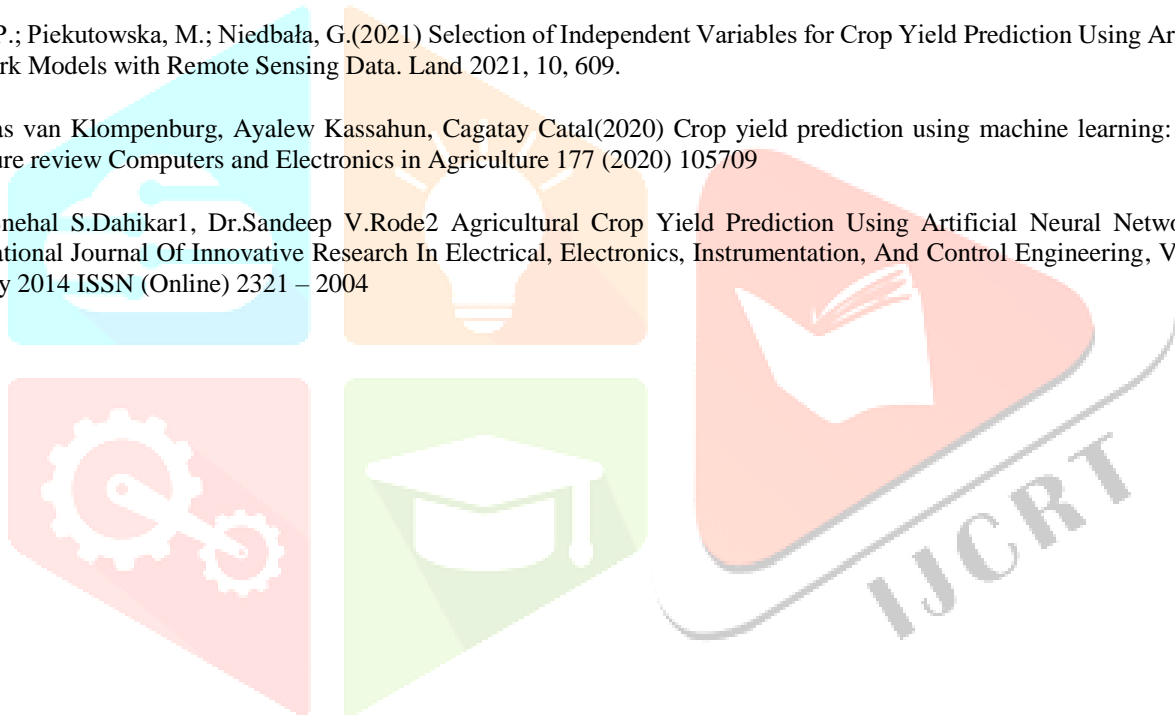 P.; Piekutowska, M.; Niedbała, G.(2021) Selection of Independent Variables for Crop Yield Prediction Using Ar
rk Models with Remote Sensing Data. Land 2021, 10, 609.
as van Klompenburg, Ayalew Kassahun, Cagatay Catal(2020) Crop yield prediction using machine learning:
ure review Computers and Electronics in Agriculture 177 (2020) 105709
nehal S.Dahikar1, Dr.Sandeep V.Rode2 Agricultural Crop Yield Prediction Using Artificial Neural Netwo
ational Journal Of Innovative Research In Electrical, Electronics, Instrumentation, And Control Engineering, V
y 2014 ISSN (Online) 2321 – 2004
IJCRT